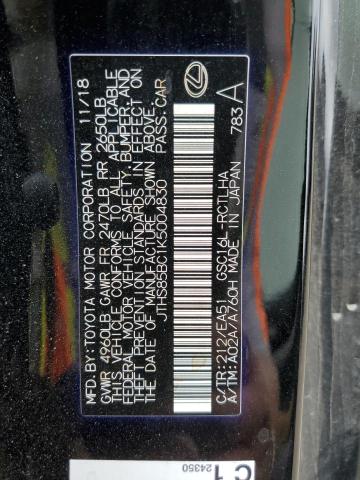 MFD.BY:TOYOTA MOTOR CORPORATION 11/18
GVWR 4960LB GAWR FR 2470LB RR 2650LB
THIS VEHICLE CONFORMS TO ALL APPLICABLE
FEDERAL MOTOR VEHICLE SAFETY, BUMPER, AND
THEFT PREVENTION STANDARDS IN EFFECT ON
THE DATE OF MANUFACTURE SHOWN ABOVE.
JTHS85BC1K5004830 PASS.CAR
C/TR:212/EA51 GSC16L-RCTLHA
A/TM:A02A/A760H MADE IN JAPAN 783 A
C1
24350